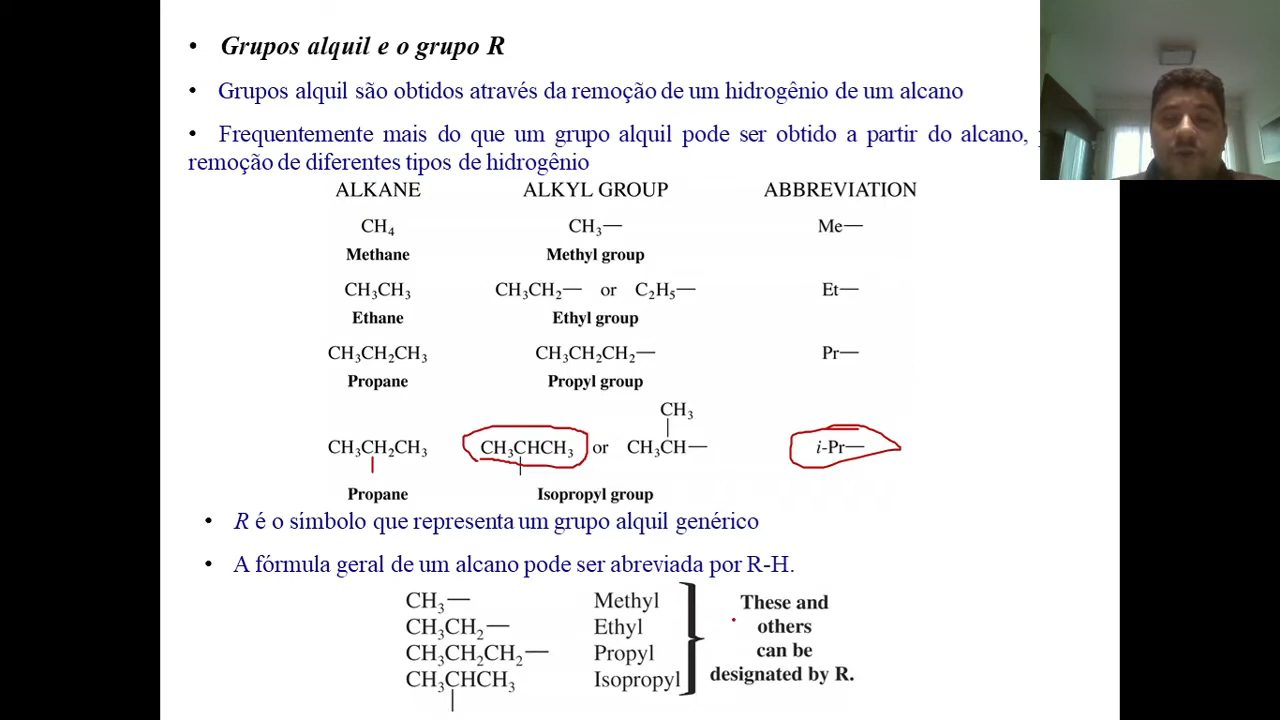 • Grupos alquil e o grupo R
• Grupos alquil são obtidos através da remoção de um hidrogênio de um alcano
• Frequentemente mais do que um grupo alquil pode ser obtido a partir do alcano,
remoção de diferentes tipos de hidrogênio
ALKANE ALKYL GROUP ABBREVIATION
CH₄ CH₃— Me—
Methane Methyl group
CH₃CH₃ CH₃CH₂— or C₂H₅— Et—
Ethane Ethyl group
CH₃CH₂CH₃ CH₃CH₂CH₂— Pr—
Propane Propyl group
CH₃
CH₃CH₂CH₃ CH₃CHCH₃ or CH₃CH— i-Pr—
Propane Isopropyl group
• R é o símbolo que representa um grupo alquil genérico
• A fórmula geral de um alcano pode ser abreviada por R-H.
CH₃— Methyl
CH₃CH₂— Ethyl
CH₃CH₂CH₂— Propyl
CH₃CHCH₃ Isopropyl
These and
others
can be
designated by R.